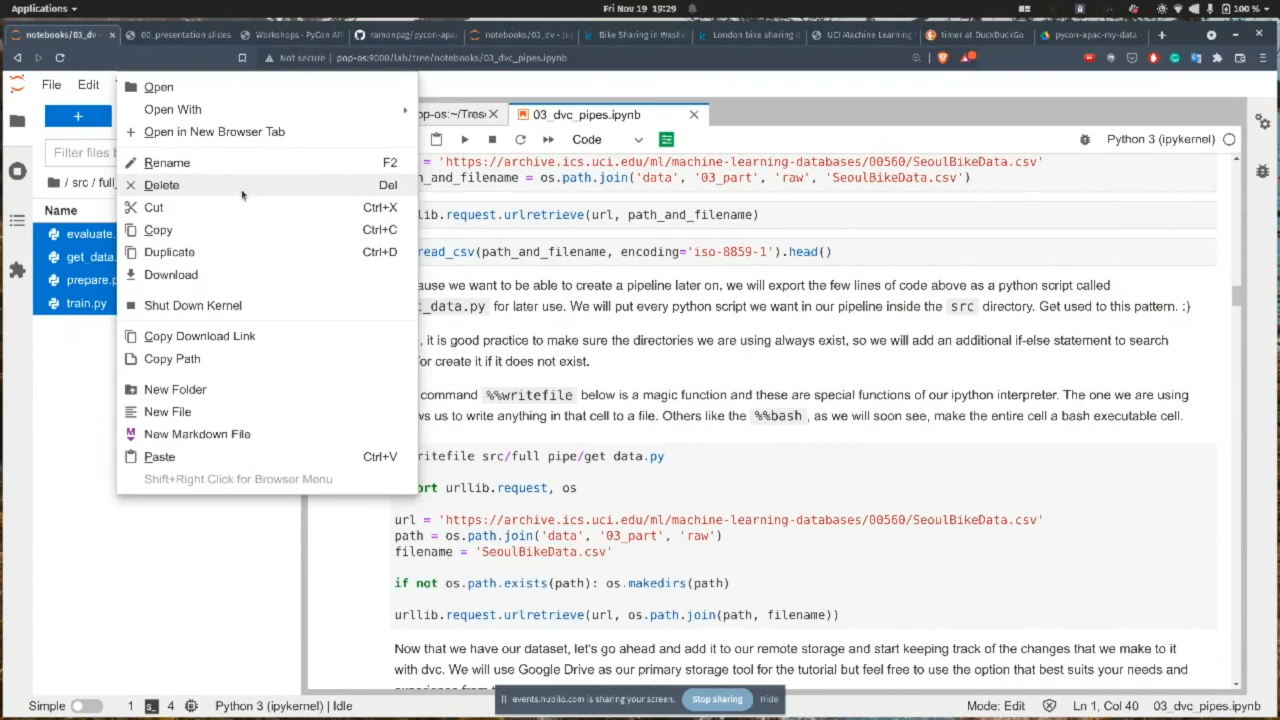 Applications
Fri Nov 19 19:29
100 %
notebooks/03_dv
00_presentation slides
Workshops · PyCon AP
ramonpzg/pycon-apac
notebooks/03_dv
Bike Sharing in Washin
London bike sharing d
UCI Machine Learning
timer at DuckDuckGo
pycon-apac-my-data
Not secure
pop-os:9000/lab/tree/notebooks/03_dvc_pipes.ipynb
File
Edit
Filter files
/ src / full_
Name
evaluate.
get_data.
prepare.p
train.py
Open
Open With
Open in New Browser Tab
Rename F2
Delete Del
Cut Ctrl+X
Copy Ctrl+C
Duplicate Ctrl+D
Download
Shut Down Kernel
Copy Download Link
Copy Path
New Folder
New File
New Markdown File
Paste Ctrl+V
Shift+Right Click for Browser Menu
op-os:~/Tres
03_dvc_pipes.ipynb
Code
Python 3 (ipykernel)
= 'https://archive.ics.uci.edu/ml/machine-learning-databases/00560/SeoulBikeData.csv'
h_and_filename = os.path.join('data', '03_part', 'raw', 'SeoulBikeData.csv')
lib.request.urlretrieve(url, path_and_filename)
read_csv(path_and_filename, encoding='iso-8859-1').head()
ause we want to be able to create a pipeline later on, we will export the few lines of code above as a python script called
t_data.py for later use. We will put every python script we want in our pipeline inside the src directory. Get used to this pattern. :)
, it is good practice to make sure the directories we are using always exist, so we will add an additional if-else statement to search
or create it if it does not exist.
command %%writefile below is a magic function and these are special functions of our ipython interpreter. The one we are using
ws us to write anything in that cell to a file. Others like the %%bash, as we will soon see, make the entire cell a bash executable cell.
writefile src/full_pipe/get_data.py
ort urllib.request, os
url = 'https://archive.ics.uci.edu/ml/machine-learning-databases/00560/SeoulBikeData.csv'
path = os.path.join('data', '03_part', 'raw')
filename = 'SeoulBikeData.csv'
if not os.path.exists(path): os.makedirs(path)
urllib.request.urlretrieve(url, os.path.join(path, filename))
Now that we have our dataset, let's go ahead and add it to our remote storage and start keeping track of the changes that we make to it
with dvc. We will use Google Drive as our primary storage tool for the tutorial but feel free to use the option that best suits your needs and
events.hubilo.com is sharing your screen.
Stop sharing
Hide
Simple
1
4
Python 3 (ipykernel) | Idle
Mode: Edit
Ln 1, Col 40
03_dvc_pipes.ipynb